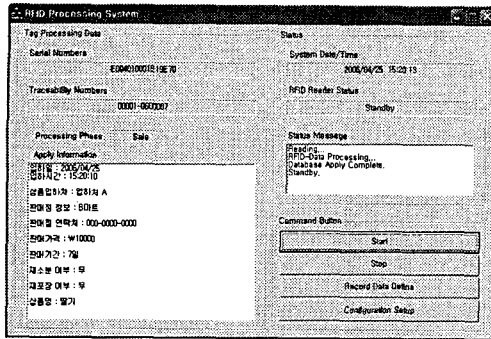 RFID Processing System
Tag Processing Data
Serial Numbers
Traceability Numbers
Processing Phase Sale
Apply Information
입하일 : 2006/04/25
입하시간 : 15:20:10
상품입하처 : 입하처 A
판매점 정보 : B마트
판매점 연락처 : 000-0000-0000
판매가격 : ₩10000
판매기간 : 7일
재소분 여부 : 무
재포장 여부 : 무
상품명 : 딸기
Status
System Date/Time
2006/04/25 15:20:13
RFID Reader Status
Standby
Status Message
Reading...
RFID-Data Processing...
Database Apply Complete.
Standby.
Command Button
Start
Stop
Record Data Define
Configuration Setup